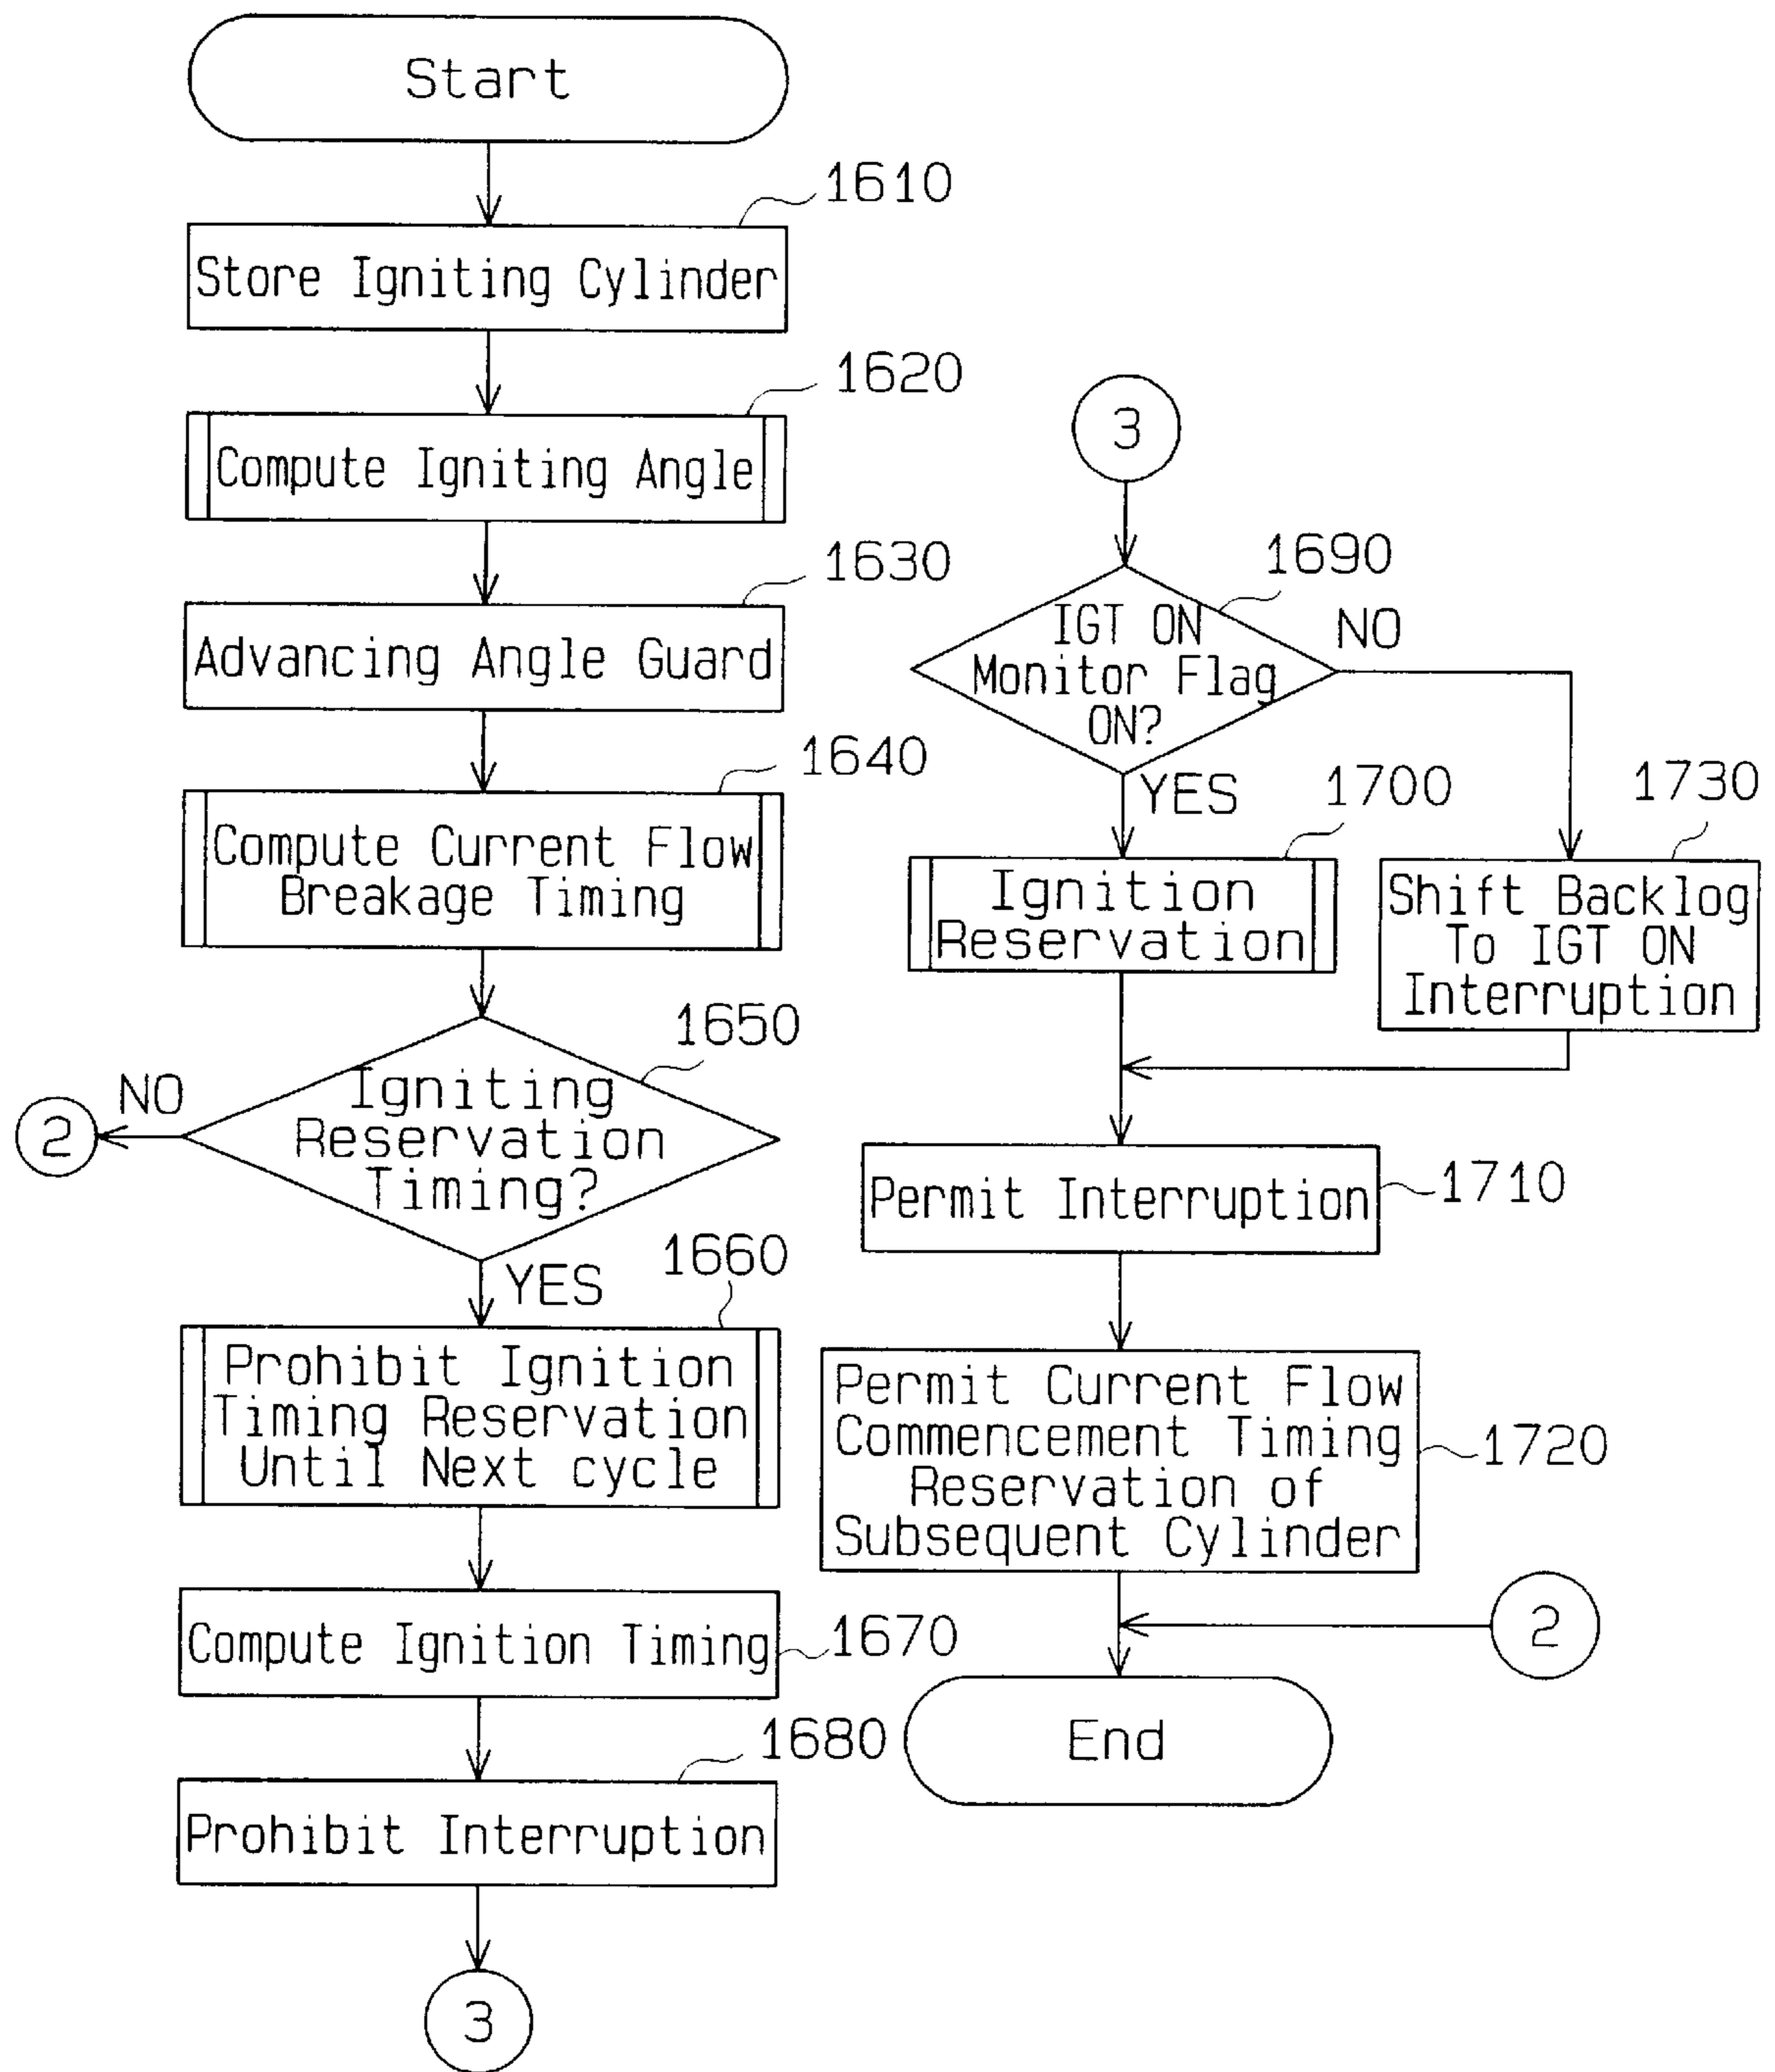 Start
1610
Store Igniting Cylinder
1620
Compute Igniting Angle
1630
Advancing Angle Guard
1640
Compute Current Flow
Breakage Timing
1650
Igniting
Reservation
Timing?
NO
2
YES
1660
Prohibit Ignition
Timing Reservation
Until Next cycle
Compute Ignition Timing
1670
1680
Prohibit Interruption
3
3
1690
IGT ON
Monitor Flag
ON?
NO
YES
1700
Ignition
Reservation
1730
Shift Backlog
To IGT ON
Interruption
Permit Interruption
1710
Permit Current Flow
Commencement Timing
Reservation of
Subsequent Cylinder
1720
2
End